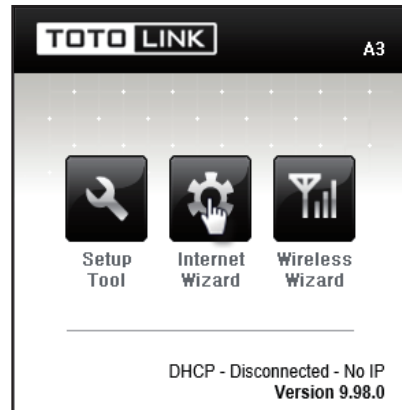 TOTO LINK
A3
Setup Tool
Internet Wizard
Wireless Wizard
DHCP - Disconnected - No IP
Version 9.98.0